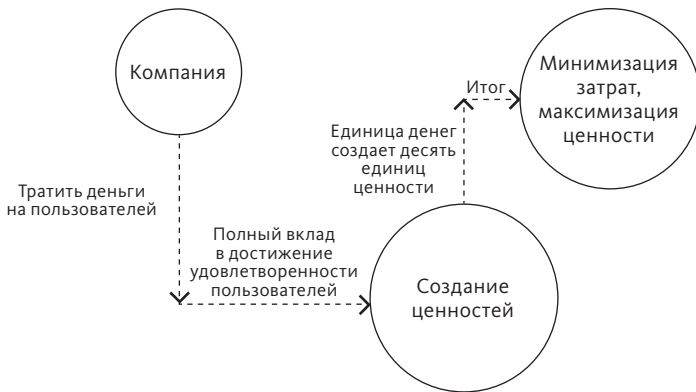 Компания
Тратить деньги
на пользователей
Полный вклад
в достижение
удовлетворенности
пользователей
Создание
ценностей
Единица денег
создает десять
единиц
ценности
Итог
Минимизация
затрат,
максимизация
ценности